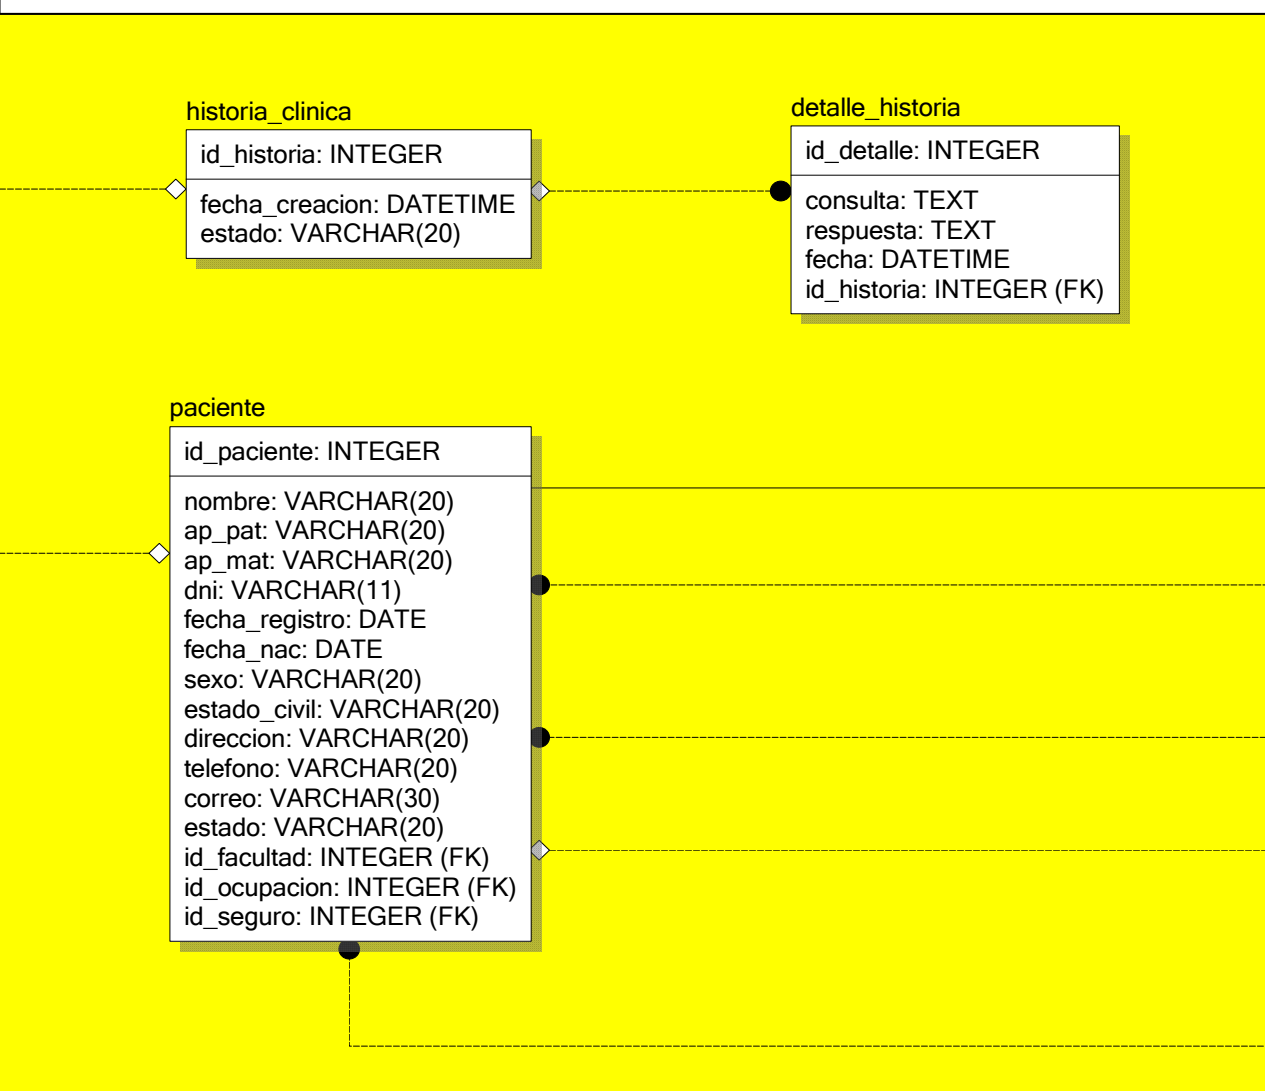 historia_clinica
id_historia: INTEGER
fecha_creacion: DATETIME
estado: VARCHAR(20)
detalle_historia
id_detalle: INTEGER
consulta: TEXT
respuesta: TEXT
fecha: DATETIME
id_historia: INTEGER (FK)
paciente
id_paciente: INTEGER
nombre: VARCHAR(20)
ap_pat: VARCHAR(20)
ap_mat: VARCHAR(20)
dni: VARCHAR(11)
fecha_registro: DATE
fecha_nac: DATE
sexo: VARCHAR(20)
estado_civil: VARCHAR(20)
direccion: VARCHAR(20)
telefono: VARCHAR(20)
correo: VARCHAR(30)
estado: VARCHAR(20)
id_facultad: INTEGER (FK)
id_ocupacion: INTEGER (FK)
id_seguro: INTEGER (FK)